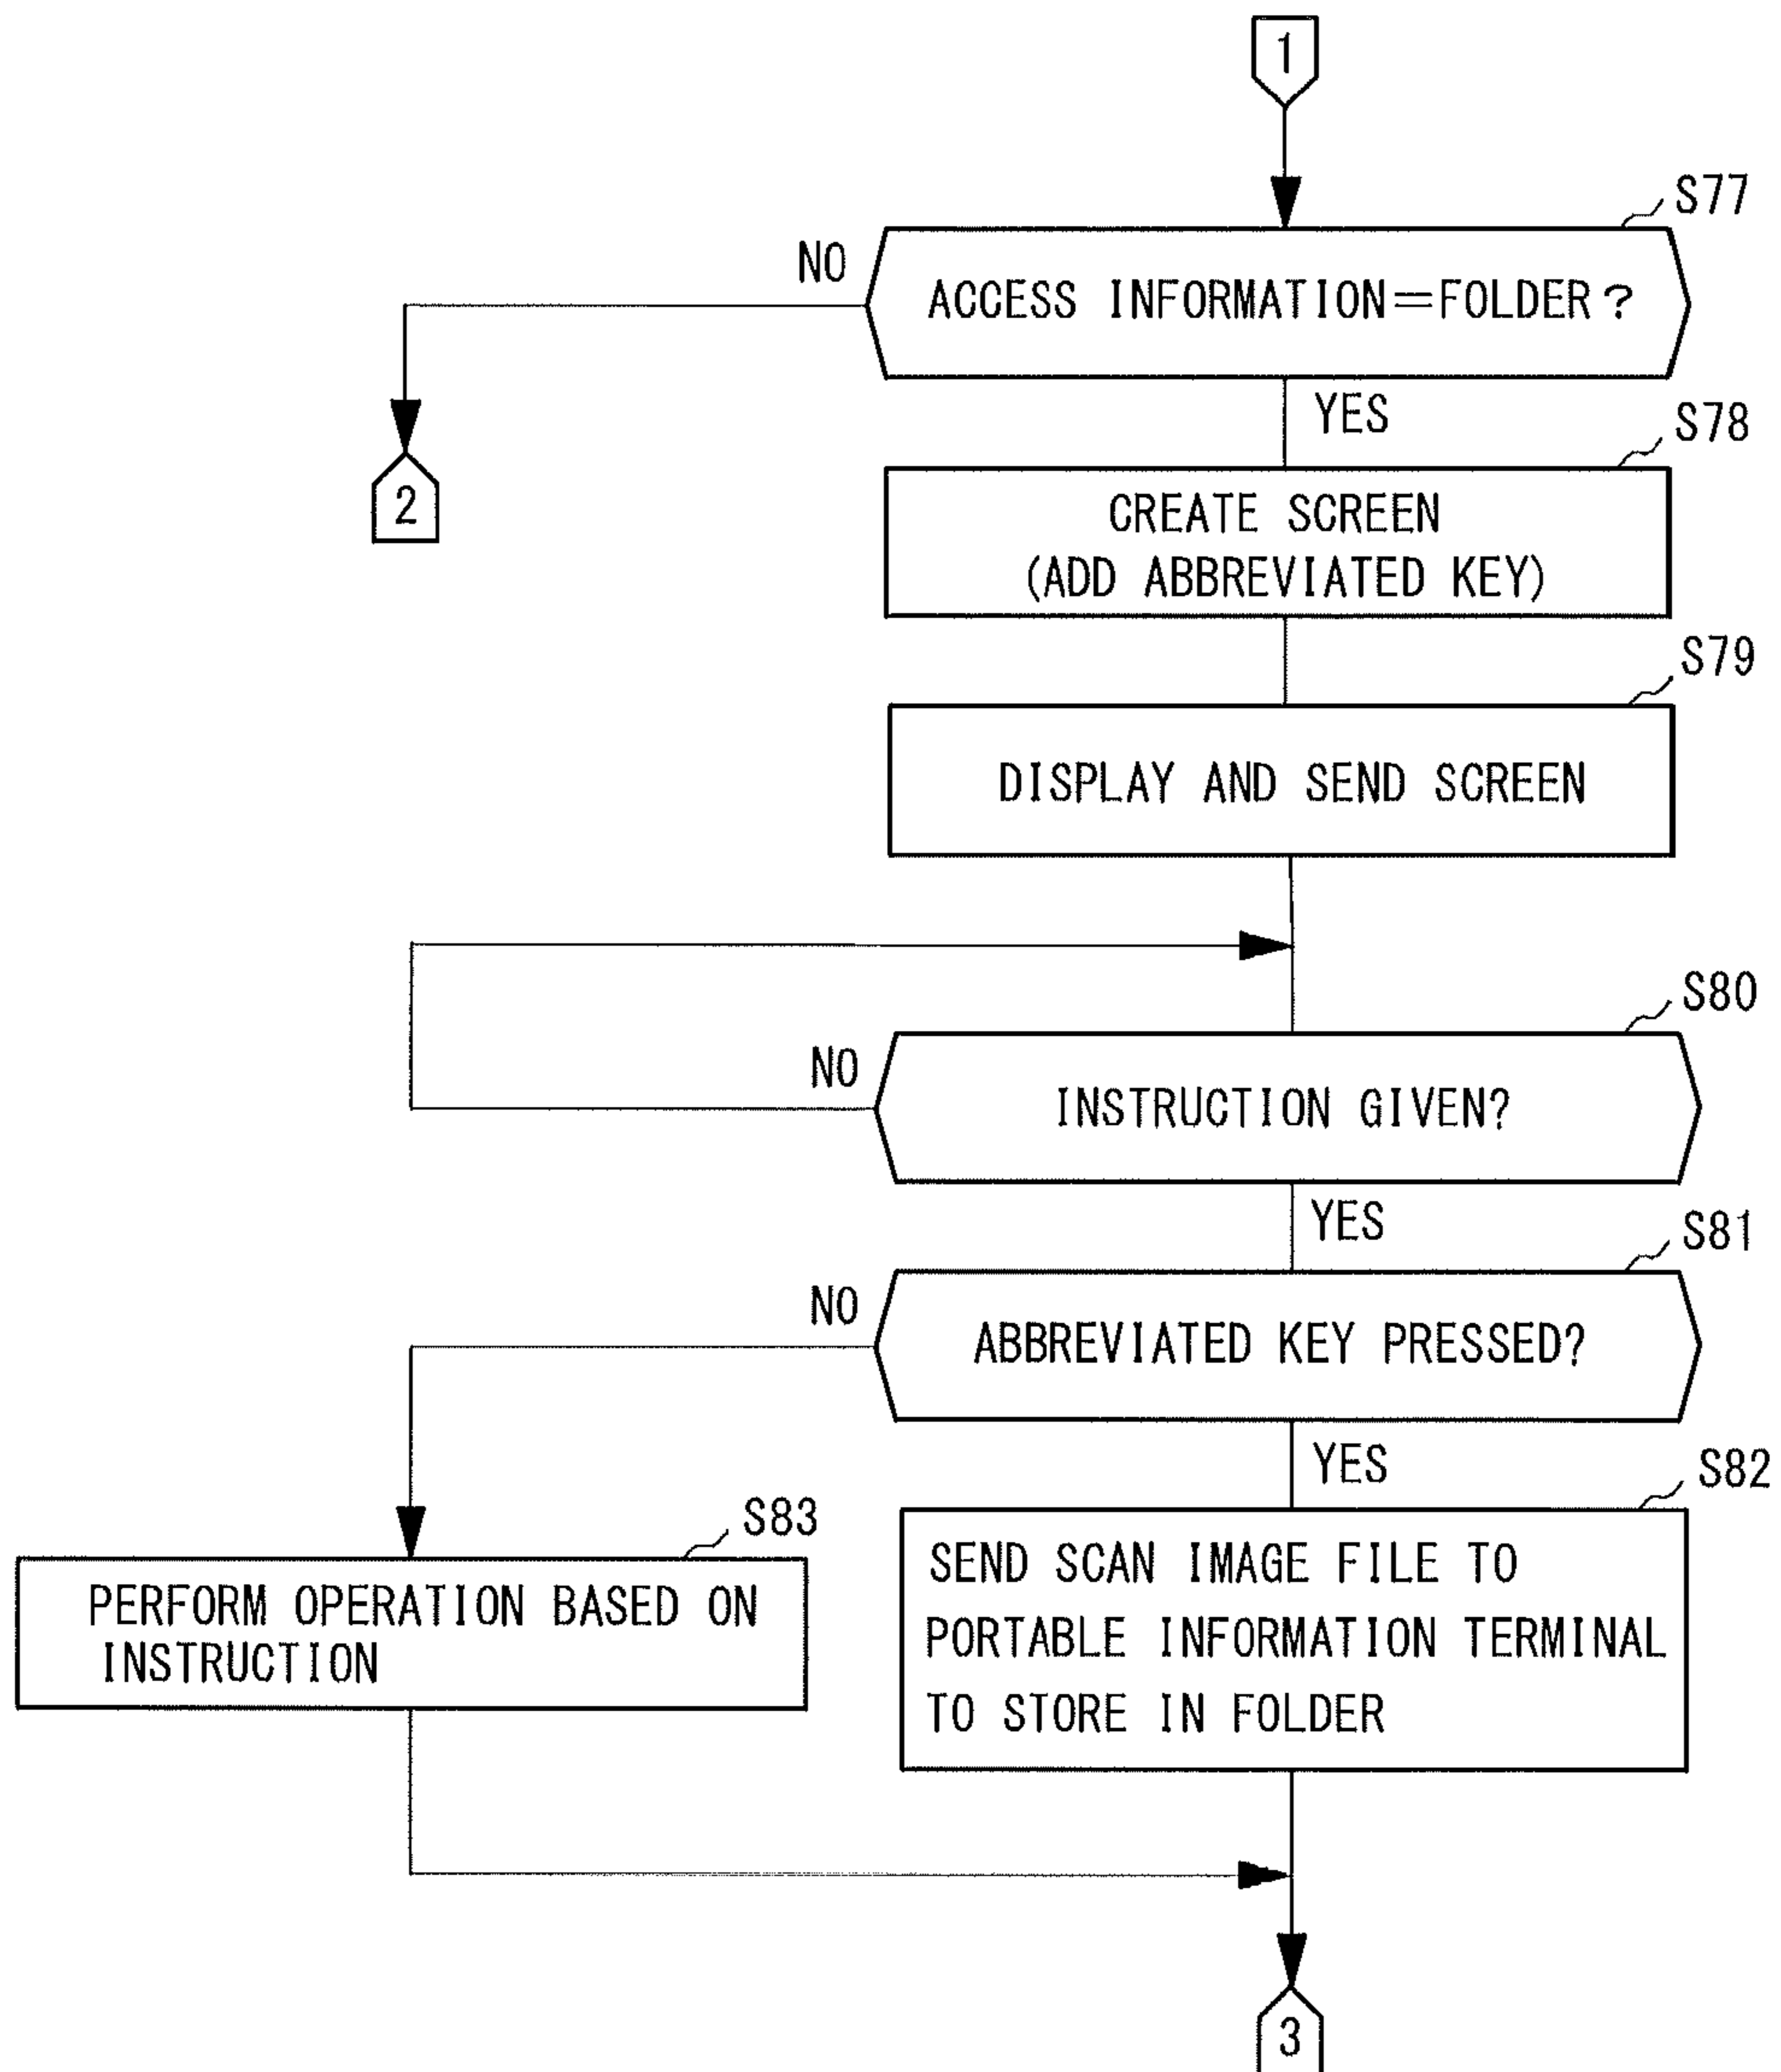 1
S77
NO
ACCESS INFORMATION=FOLDER?
YES
S78
2
CREATE SCREEN
(ADD ABBREVIATED KEY)
S79
DISPLAY AND SEND SCREEN
S80
NO
INSTRUCTION GIVEN?
YES
S81
NO
ABBREVIATED KEY PRESSED?
YES
S82
SEND SCAN IMAGE FILE TO
PORTABLE INFORMATION TERMINAL
TO STORE IN FOLDER
S83
PERFORM OPERATION BASED ON
INSTRUCTION
3